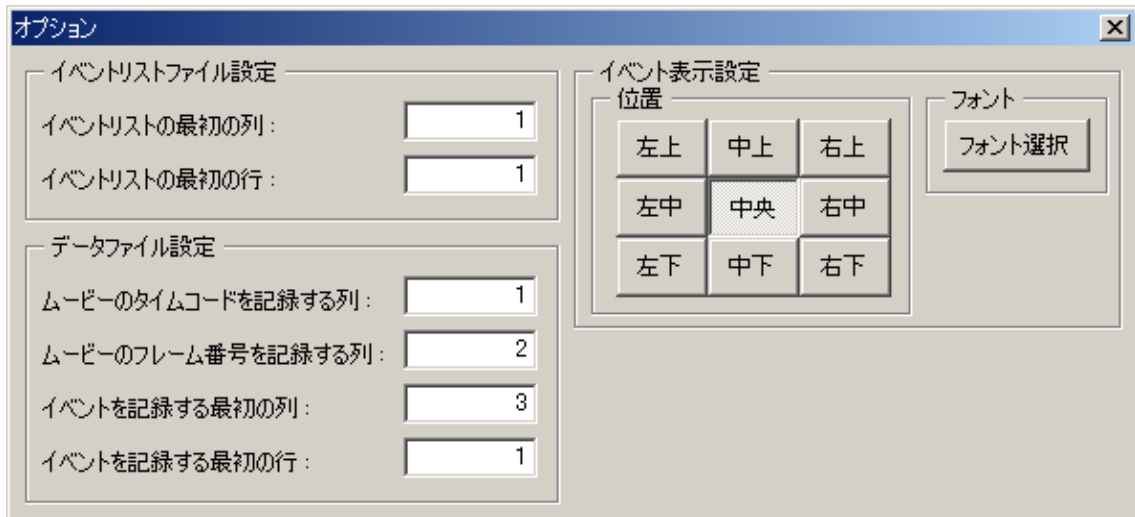 オプション
イベントリストファイル設定
イベントリストの最初の列 : 1
イベントリストの最初の行 : 1
データファイル設定
ムービーのタイムコードを記録する列 : 1
ムービーのフレーム番号を記録する列 : 2
イベントを記録する最初の列 : 3
イベントを記録する最初の行 : 1
イベント表示設定
位置
左上 中上 右上
左中 中央 右中
左下 中下 右下
フォント
フォント選択